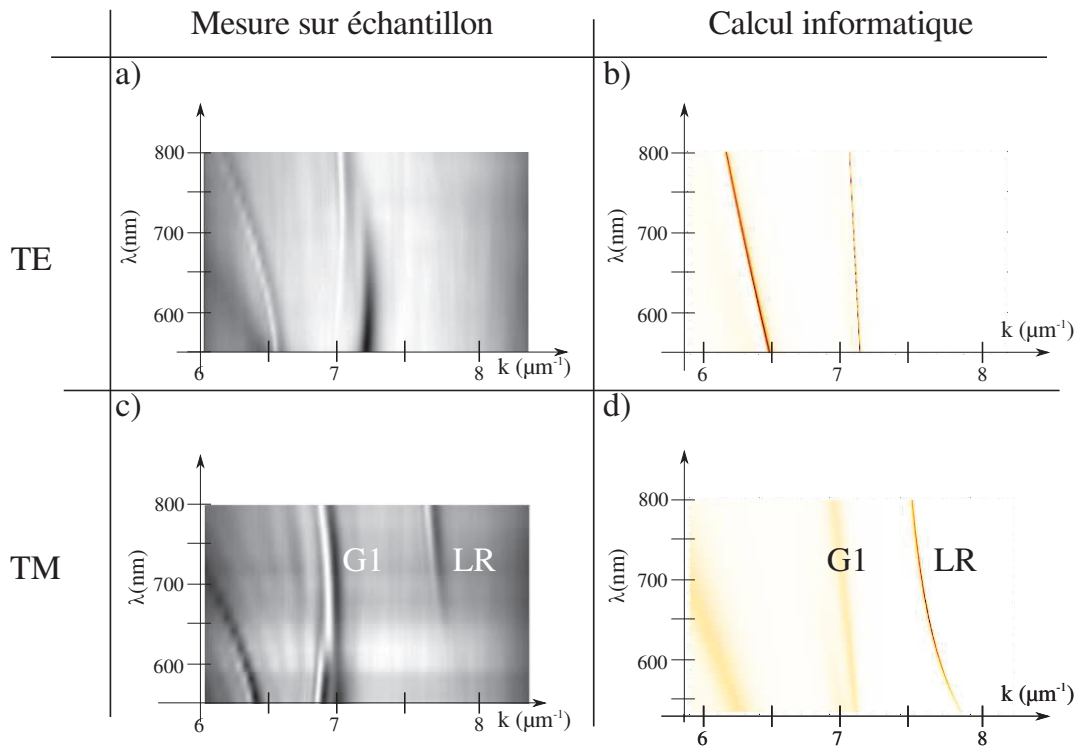 Mesure sur échantillon
Calcul informatique
TE
a)
800
700
600
λ(nm)
6
7
8
k (µm⁻¹)
b)
800
700
600
λ(nm)
6
7
8
k (µm⁻¹)
TM
c)
800
700
600
λ(nm)
G1
LR
6
7
8
k (µm⁻¹)
d)
800
700
600
λ(nm)
G1
LR
6
7
8
k (µm⁻¹)